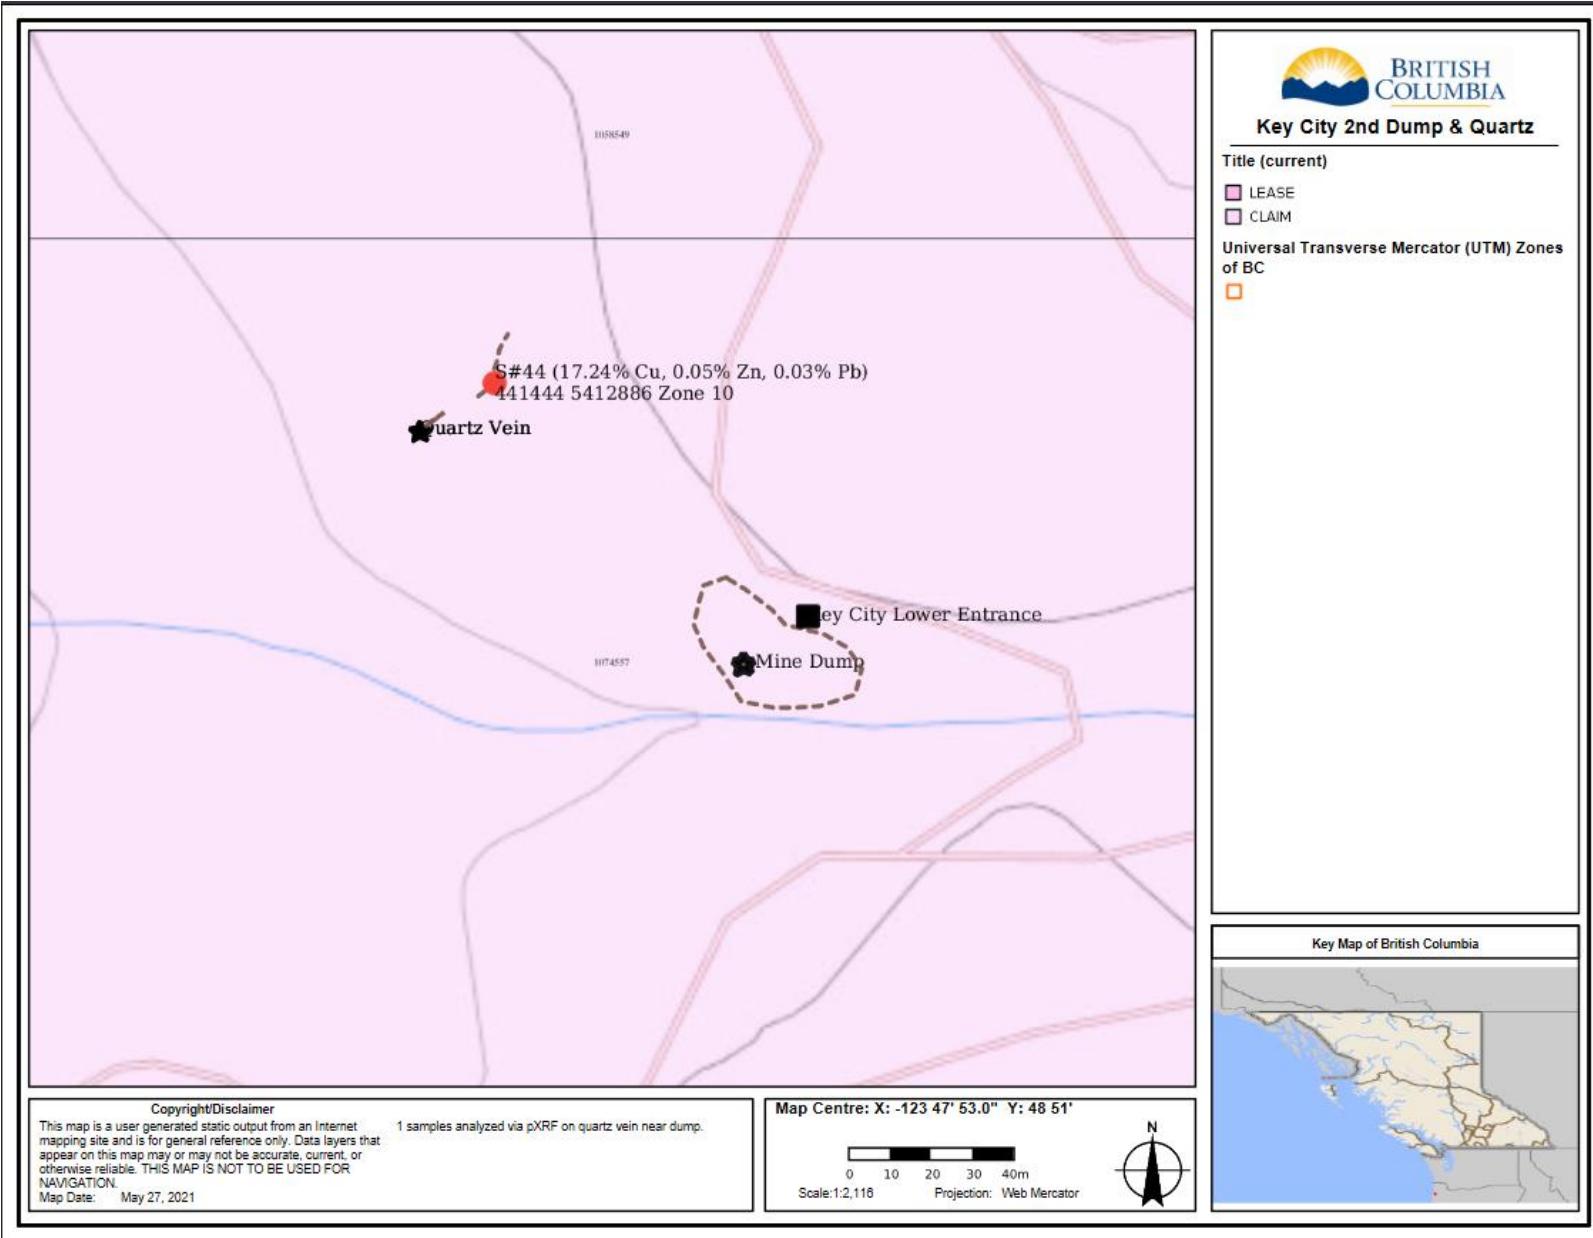 1058549
S#44 (17.24% Cu, 0.05% Zn, 0.03% Pb)
441444 5412886 Zone 10
uartz Vein
ey City Lower Entrance
Mine Dump
1074557
BRITISH
COLUMBIA
Key City 2nd Dump & Quartz
Title (current)
LEASE
CLAIM
Universal Transverse Mercator (UTM) Zones
of BC
Key Map of British Columbia
Copyright/Disclaimer
This map is a user generated static output from an Internet
mapping site and is for general reference only. Data layers that
appear on this map may or may not be accurate, current, or
otherwise reliable. THIS MAP IS NOT TO BE USED FOR
NAVIGATION.
Map Date: May 27, 2021
1 samples analyzed via pXRF on quartz vein near dump.
Map Centre: X: -123 47' 53.0" Y: 48 51'
0 10 20 30 40m
Scale:1:2,116 Projection: Web Mercator
N